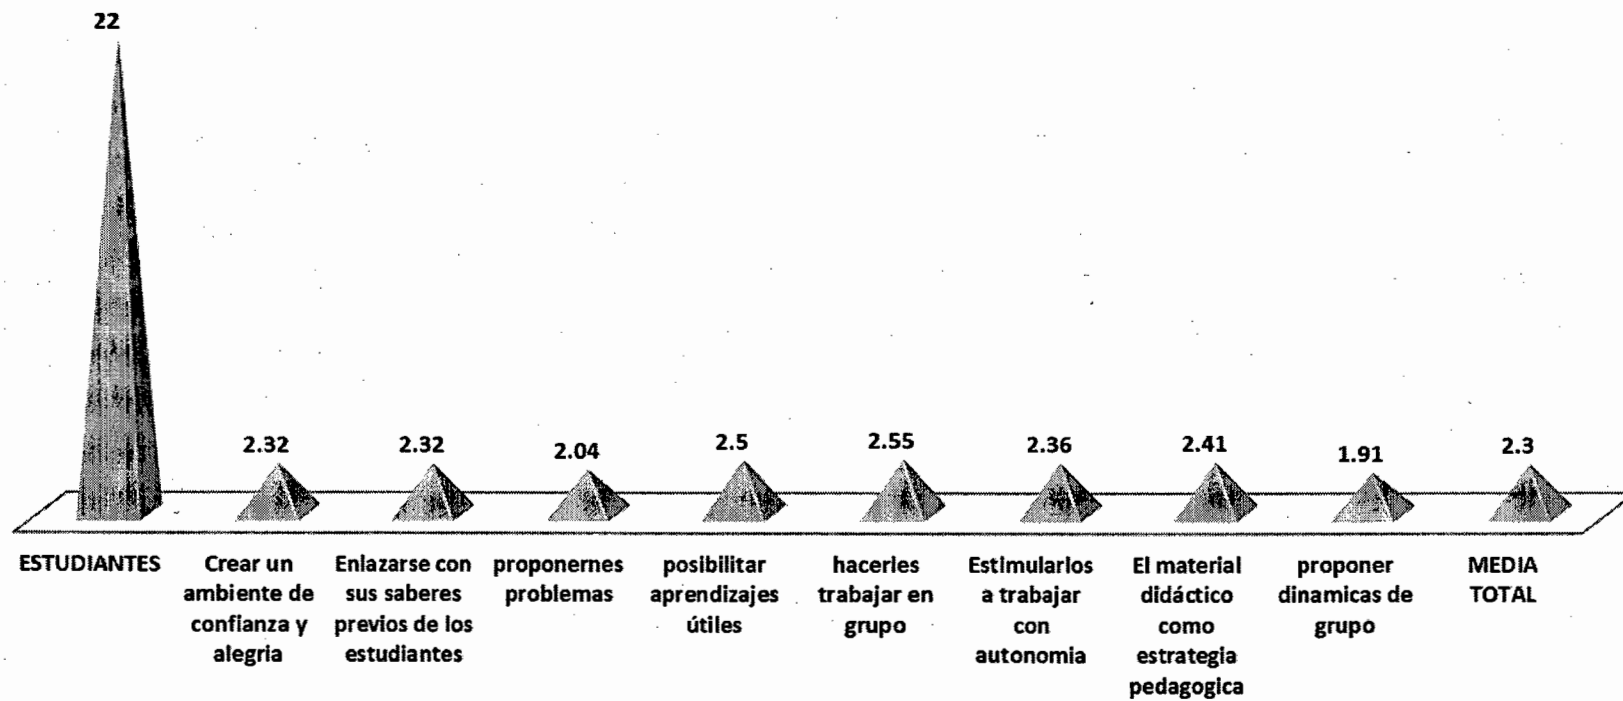 22
2.32
2.32
2.04
2.5
2.55
2.36
2.41
1.91
2.3
ESTUDIANTES
Crear un
ambiente de
confianza y
alegria
Enlazarse con
sus saberes
previos de los
estudiantes
proponernes
problemas
posibilitar
aprendizajes
útiles
hacerles
trabajar en
grupo
Estimularlos
a trabajar
con
autonomia
El material
didáctico
como
estrategia
pedagogica
proponer
dinamicas de
grupo
MEDIA
TOTAL